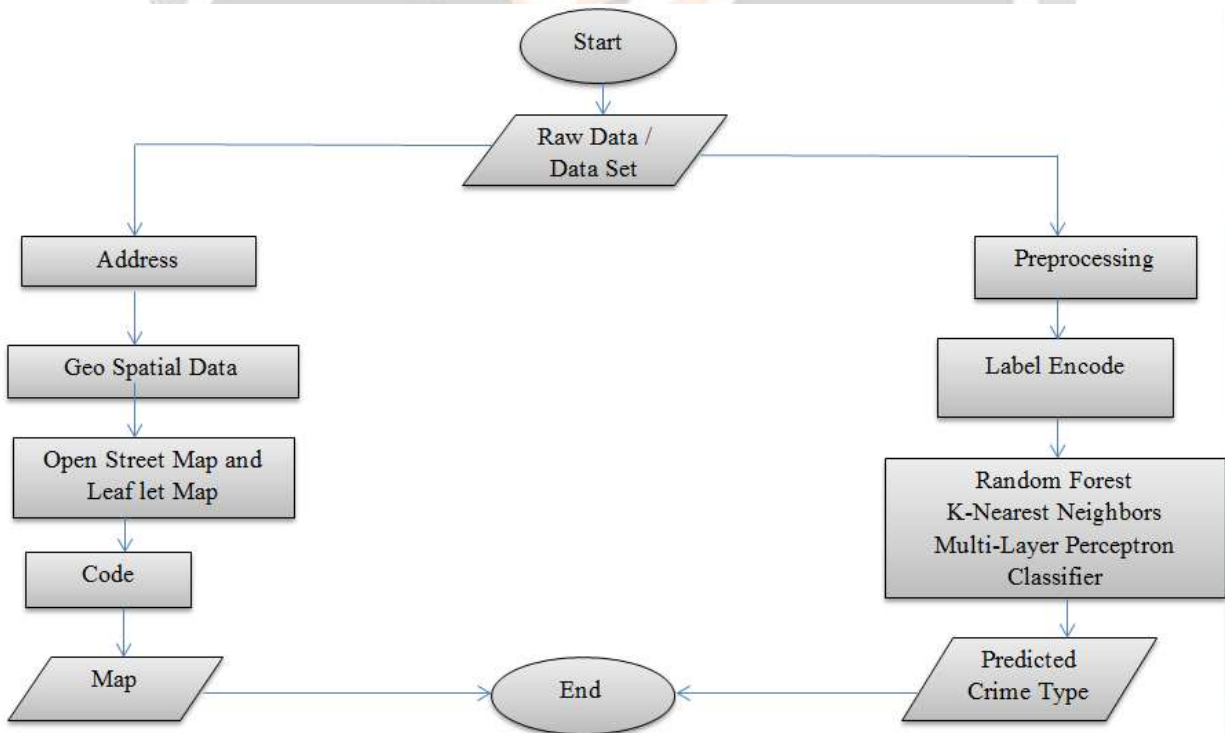 Start
Raw Data /
Data Set
Address
Geo Spatial Data
Open Street Map and
Leaf let Map
Code
Map
Preprocessing
Label Encode
Random Forest
K-Nearest Neighbors
Multi-Layer Perceptron
Classifier
Predicted
Crime Type
End